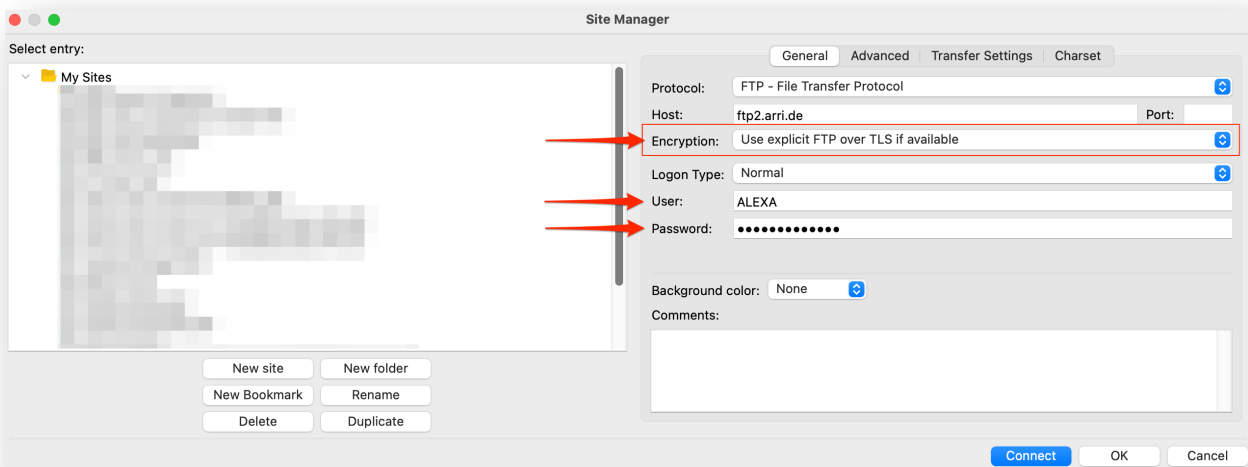 Site Manager
Select entry:
My Sites
New site
New folder
New Bookmark
Rename
Delete
Duplicate
General
Advanced
Transfer Settings
Charset
Protocol: FTP - File Transfer Protocol
Host: ftp2.arri.de Port:
Encryption: Use explicit FTP over TLS if available
Logon Type: Normal
User: ALEXA
Password: •••••••••••••
Background color: None
Comments:
Connect
OK
Cancel